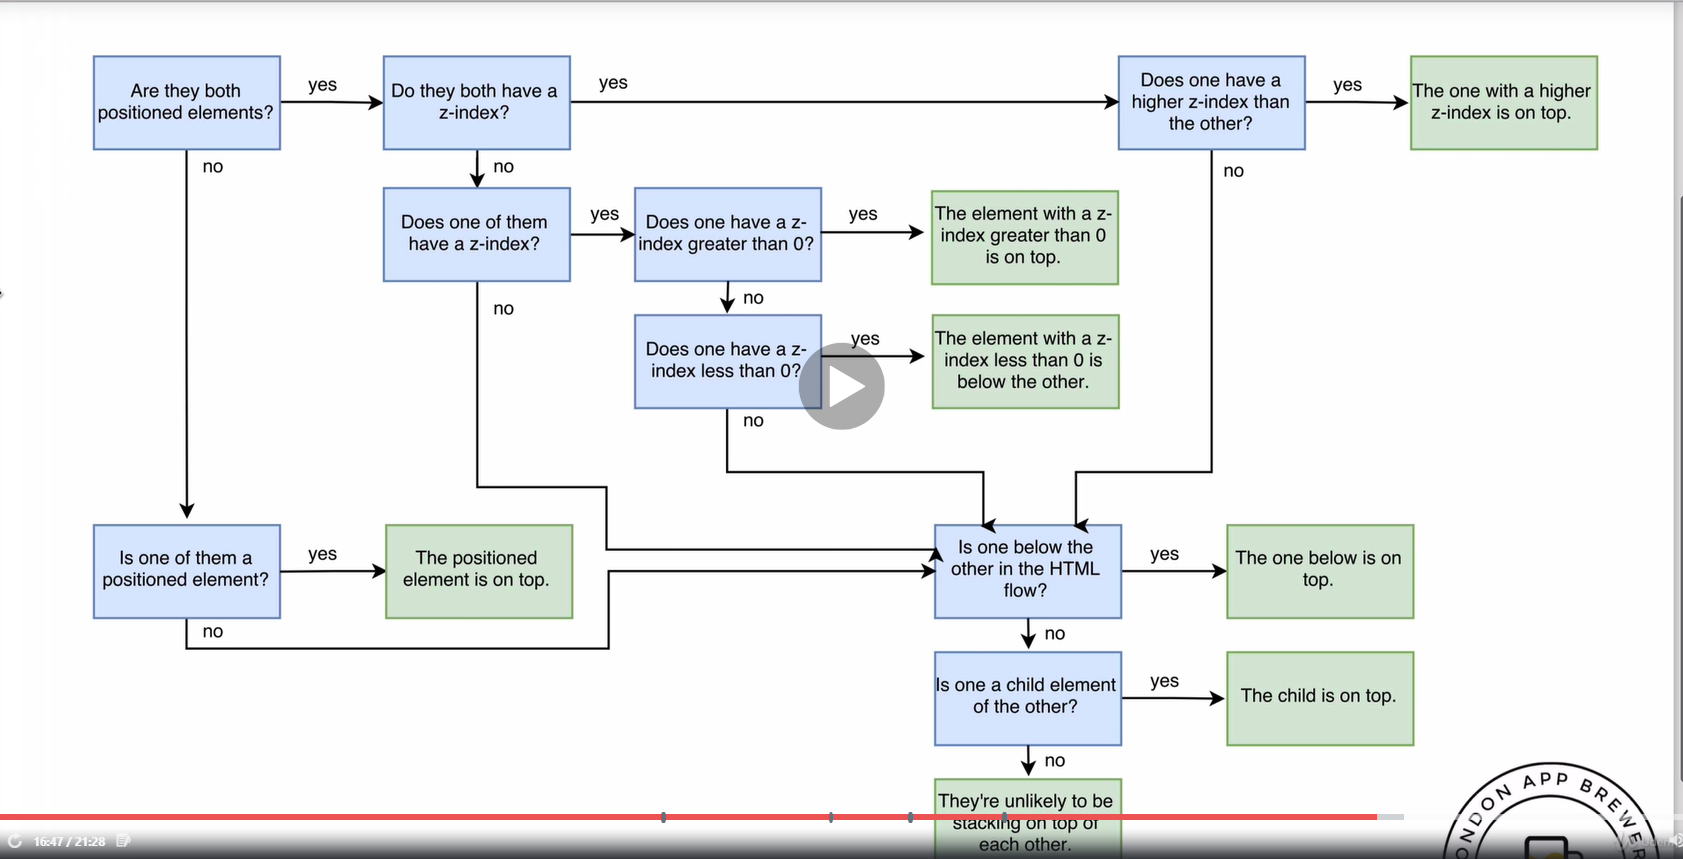 Are they both
positioned elements?
yes
Do they both have a
z-index?
yes
Does one have a
higher z-index than
the other?
yes
The one with a higher
z-index is on top.
no
no
no
Does one of them
have a z-index?
yes
Does one have a z-
index greater than 0?
yes
The element with a z-
index greater than 0
is on top.
no
no
Does one have a z-
index less than 0?
yes
The element with a z-
index less than 0 is
below the other.
no
Is one of them a
positioned element?
yes
The positioned
element is on top.
Is one below the
other in the HTML
flow?
yes
The one below is on
top.
no
no
Is one a child element
of the other?
yes
The child is on top.
no
They're unlikely to be
stacking on top of
each other.
APP BREWER
16:47 / 21:28